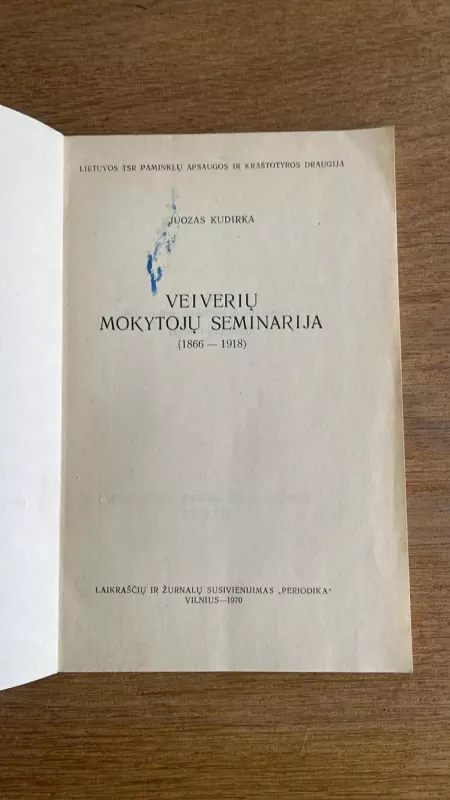 LIETUVOS TSR PAMINKLŲ APSAUGOS IR KRAŠTOTYROS DRAUGIJA
JUOZAS KUDIRKA
VEIVERIŲ
MOKYTOJŲ SEMINARIJA
(1866 — 1918)
LAIKRAŠČIŲ IR ŽURNALŲ SUSIVIENIJIMAS „PERIODIKA“
VILNIUS—1970